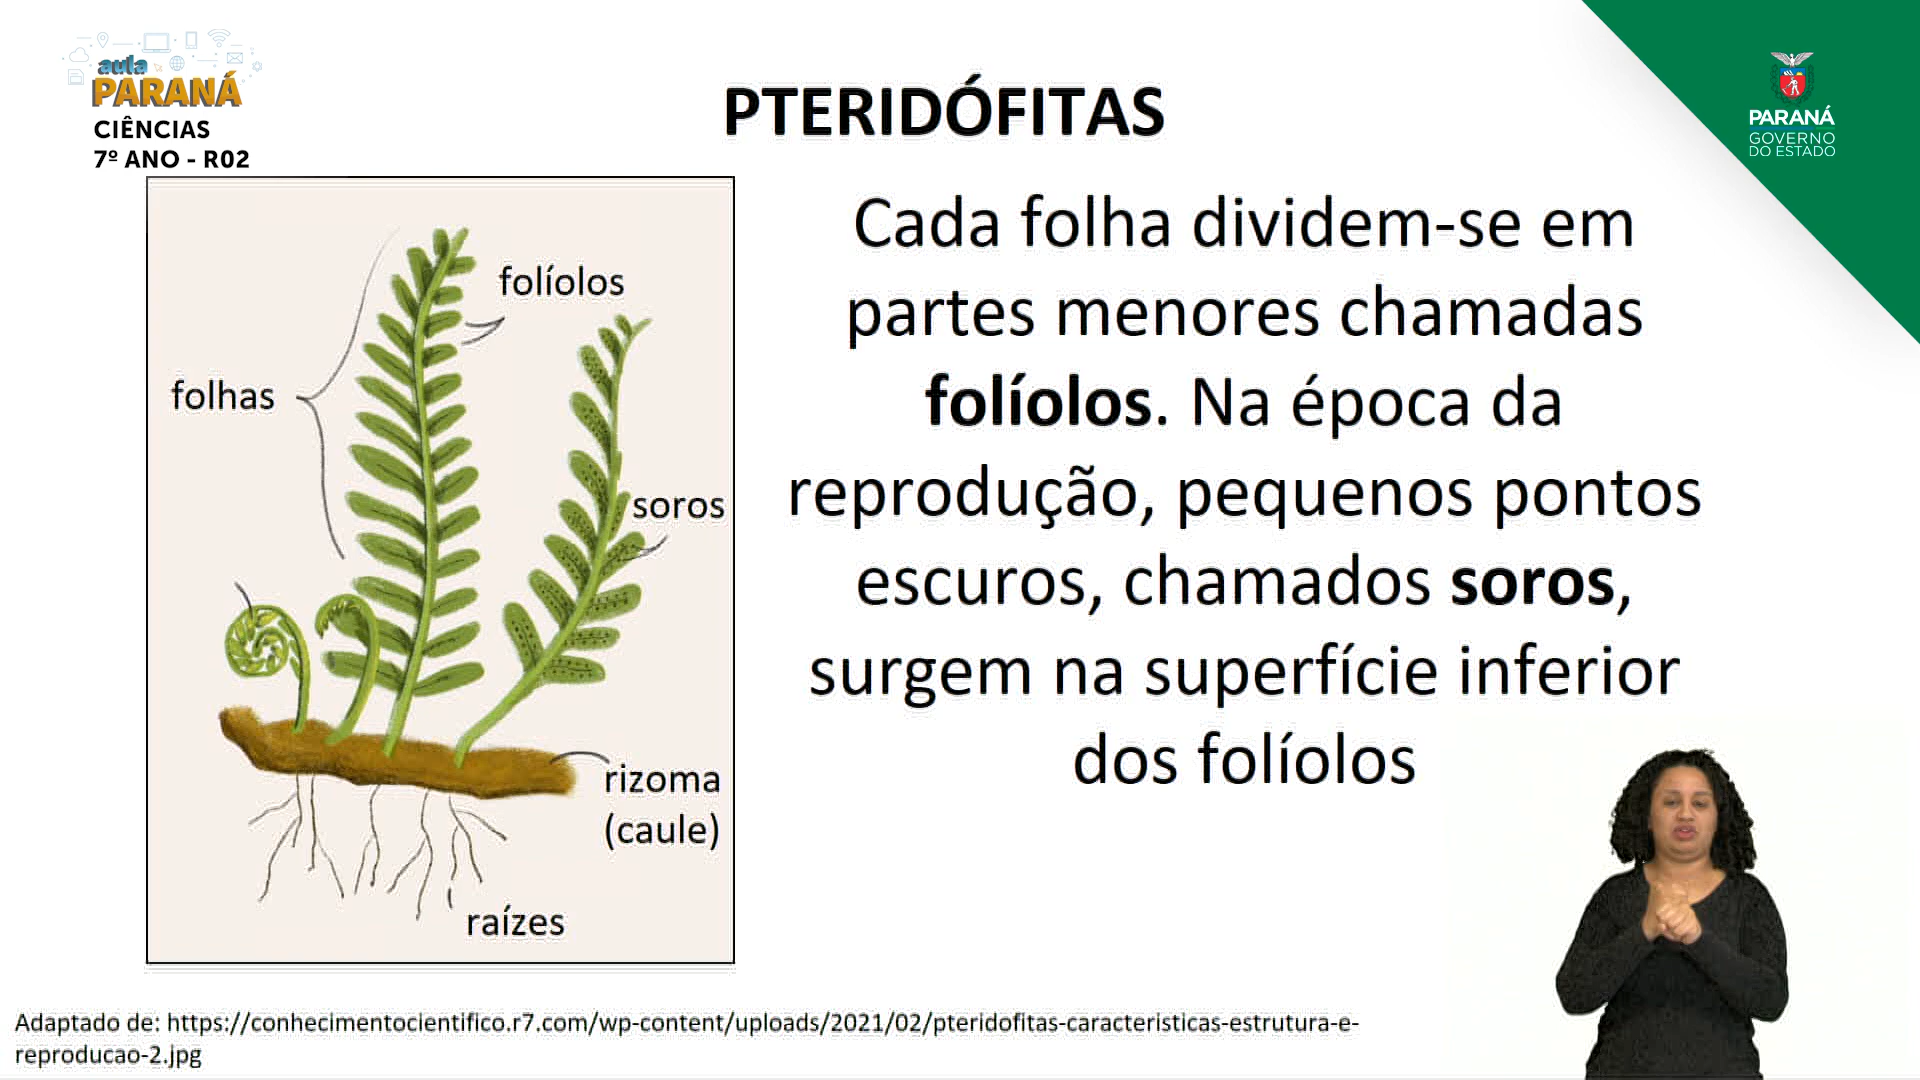 aula
PARANÁ
CIÊNCIAS
7º ANO - R02
PTERIDÓFITAS
PARANÁ
GOVERNO
DO ESTADO
folíolos
folhas
soros
rizoma
(caule)
raízes
Cada folha dividem-se em
partes menores chamadas
folíolos. Na época da
reprodução, pequenos pontos
escuros, chamados soros,
surgem na superfície inferior
dos folíolos
Adaptado de: https://conhecimentocientifico.r7.com/wp-content/uploads/2021/02/pteridofitas-caracteristicas-estrutura-e-
reproducao-2.jpg